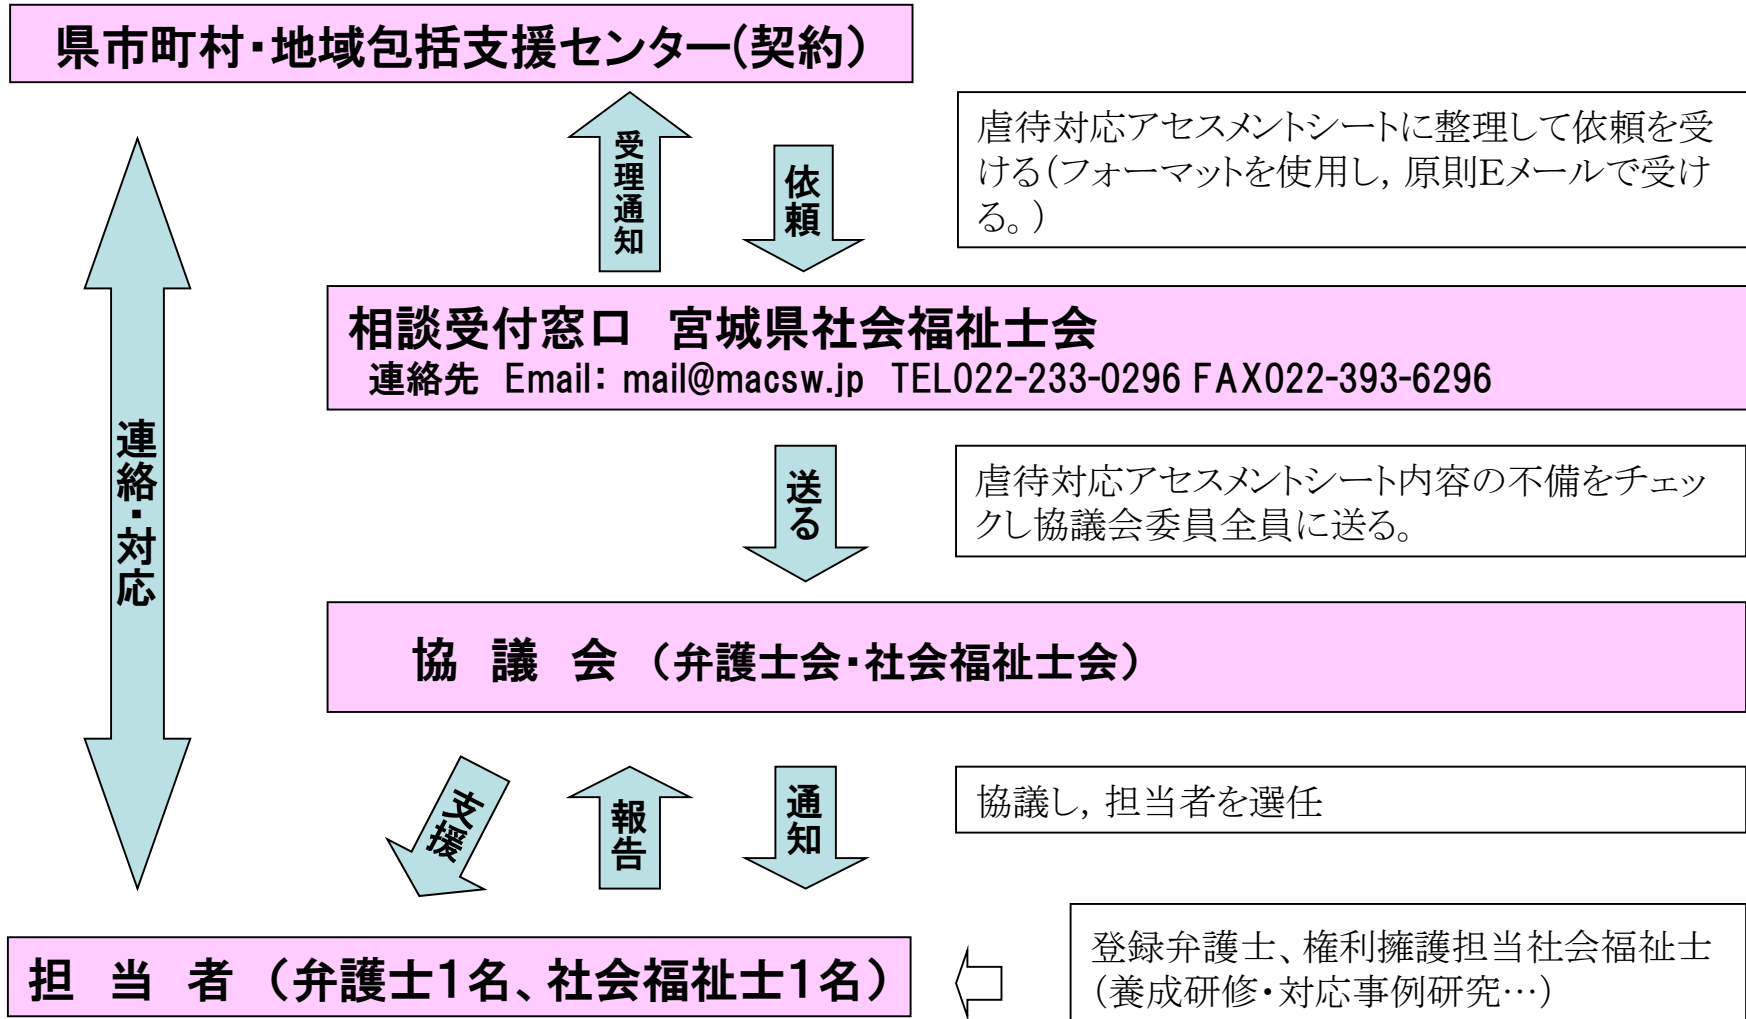 県市町村・地域包括支援センター(契約)
受理通知
依頼
虐待対応アセスメントシートに整理して依頼を受
ける(フォーマットを使用し, 原則Eメールで受け
る。)
相談受付窓口　宮城県社会福祉士会
連絡先　Email: mail@macsw.jp　TEL022-233-0296 FAX022-393-6296
連絡・対応
送る
虐待対応アセスメントシート内容の不備をチェッ
クし協議会委員全員に送る。
協　議　会　（弁護士会・社会福祉士会）
支援
報告
通知
協議し, 担当者を選任
担　当　者　（弁護士1名、社会福祉士1名）
登録弁護士、権利擁護担当社会福祉士
（養成研修・対応事例研究…）